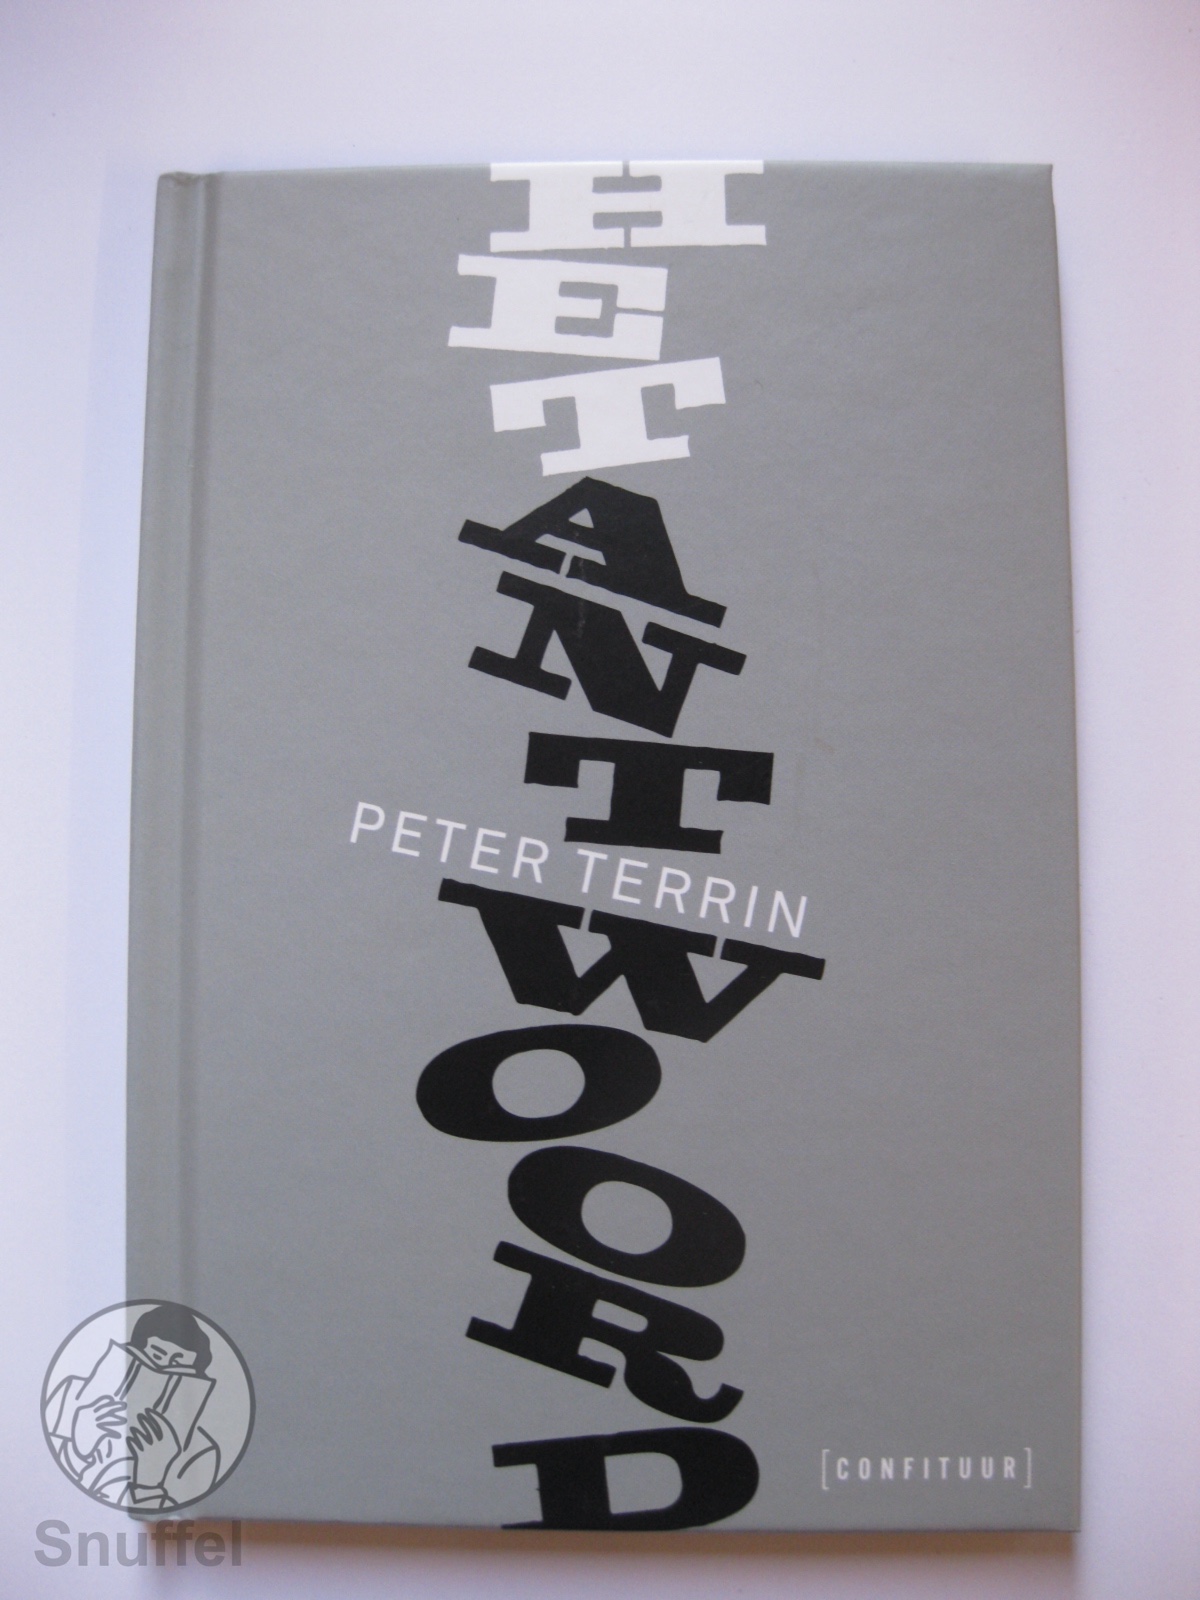 HET
ANTWOORD
PETER TERRIN
[CONFITUUR]
Snuffel